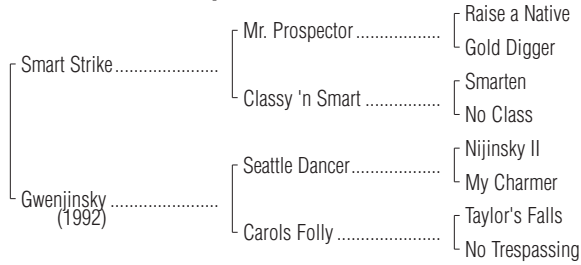 Raise a Native
Mr. Prospector ..................
Gold Digger
Smart Strike......................
Smarten
Classy 'n Smart ................
No Class
Nijinsky II
Seattle Dancer...................
My Charmer
Gwenjinsky .......................
(1992)
Taylor's Falls
Carols Folly ......................
No Trespassing